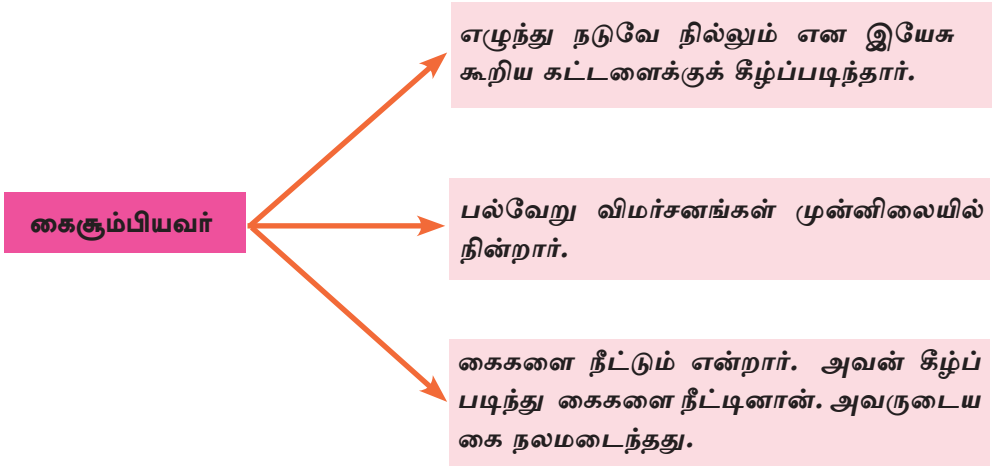 எழுந்து நடுவே நில்லும் என இயேசு
கூறிய கட்டளைக்குக் கீழ்ப்படிந்தார்.
கைசூம்பியவர்
பல்வேறு விமர்சனங்கள் முன்னிலையில்
நின்றார்.
கைகளை நீட்டும் என்றார். அவன் கீழ்ப்
படிந்து கைகளை நீட்டினான். அவருடைய
கை நலமடைந்தது.